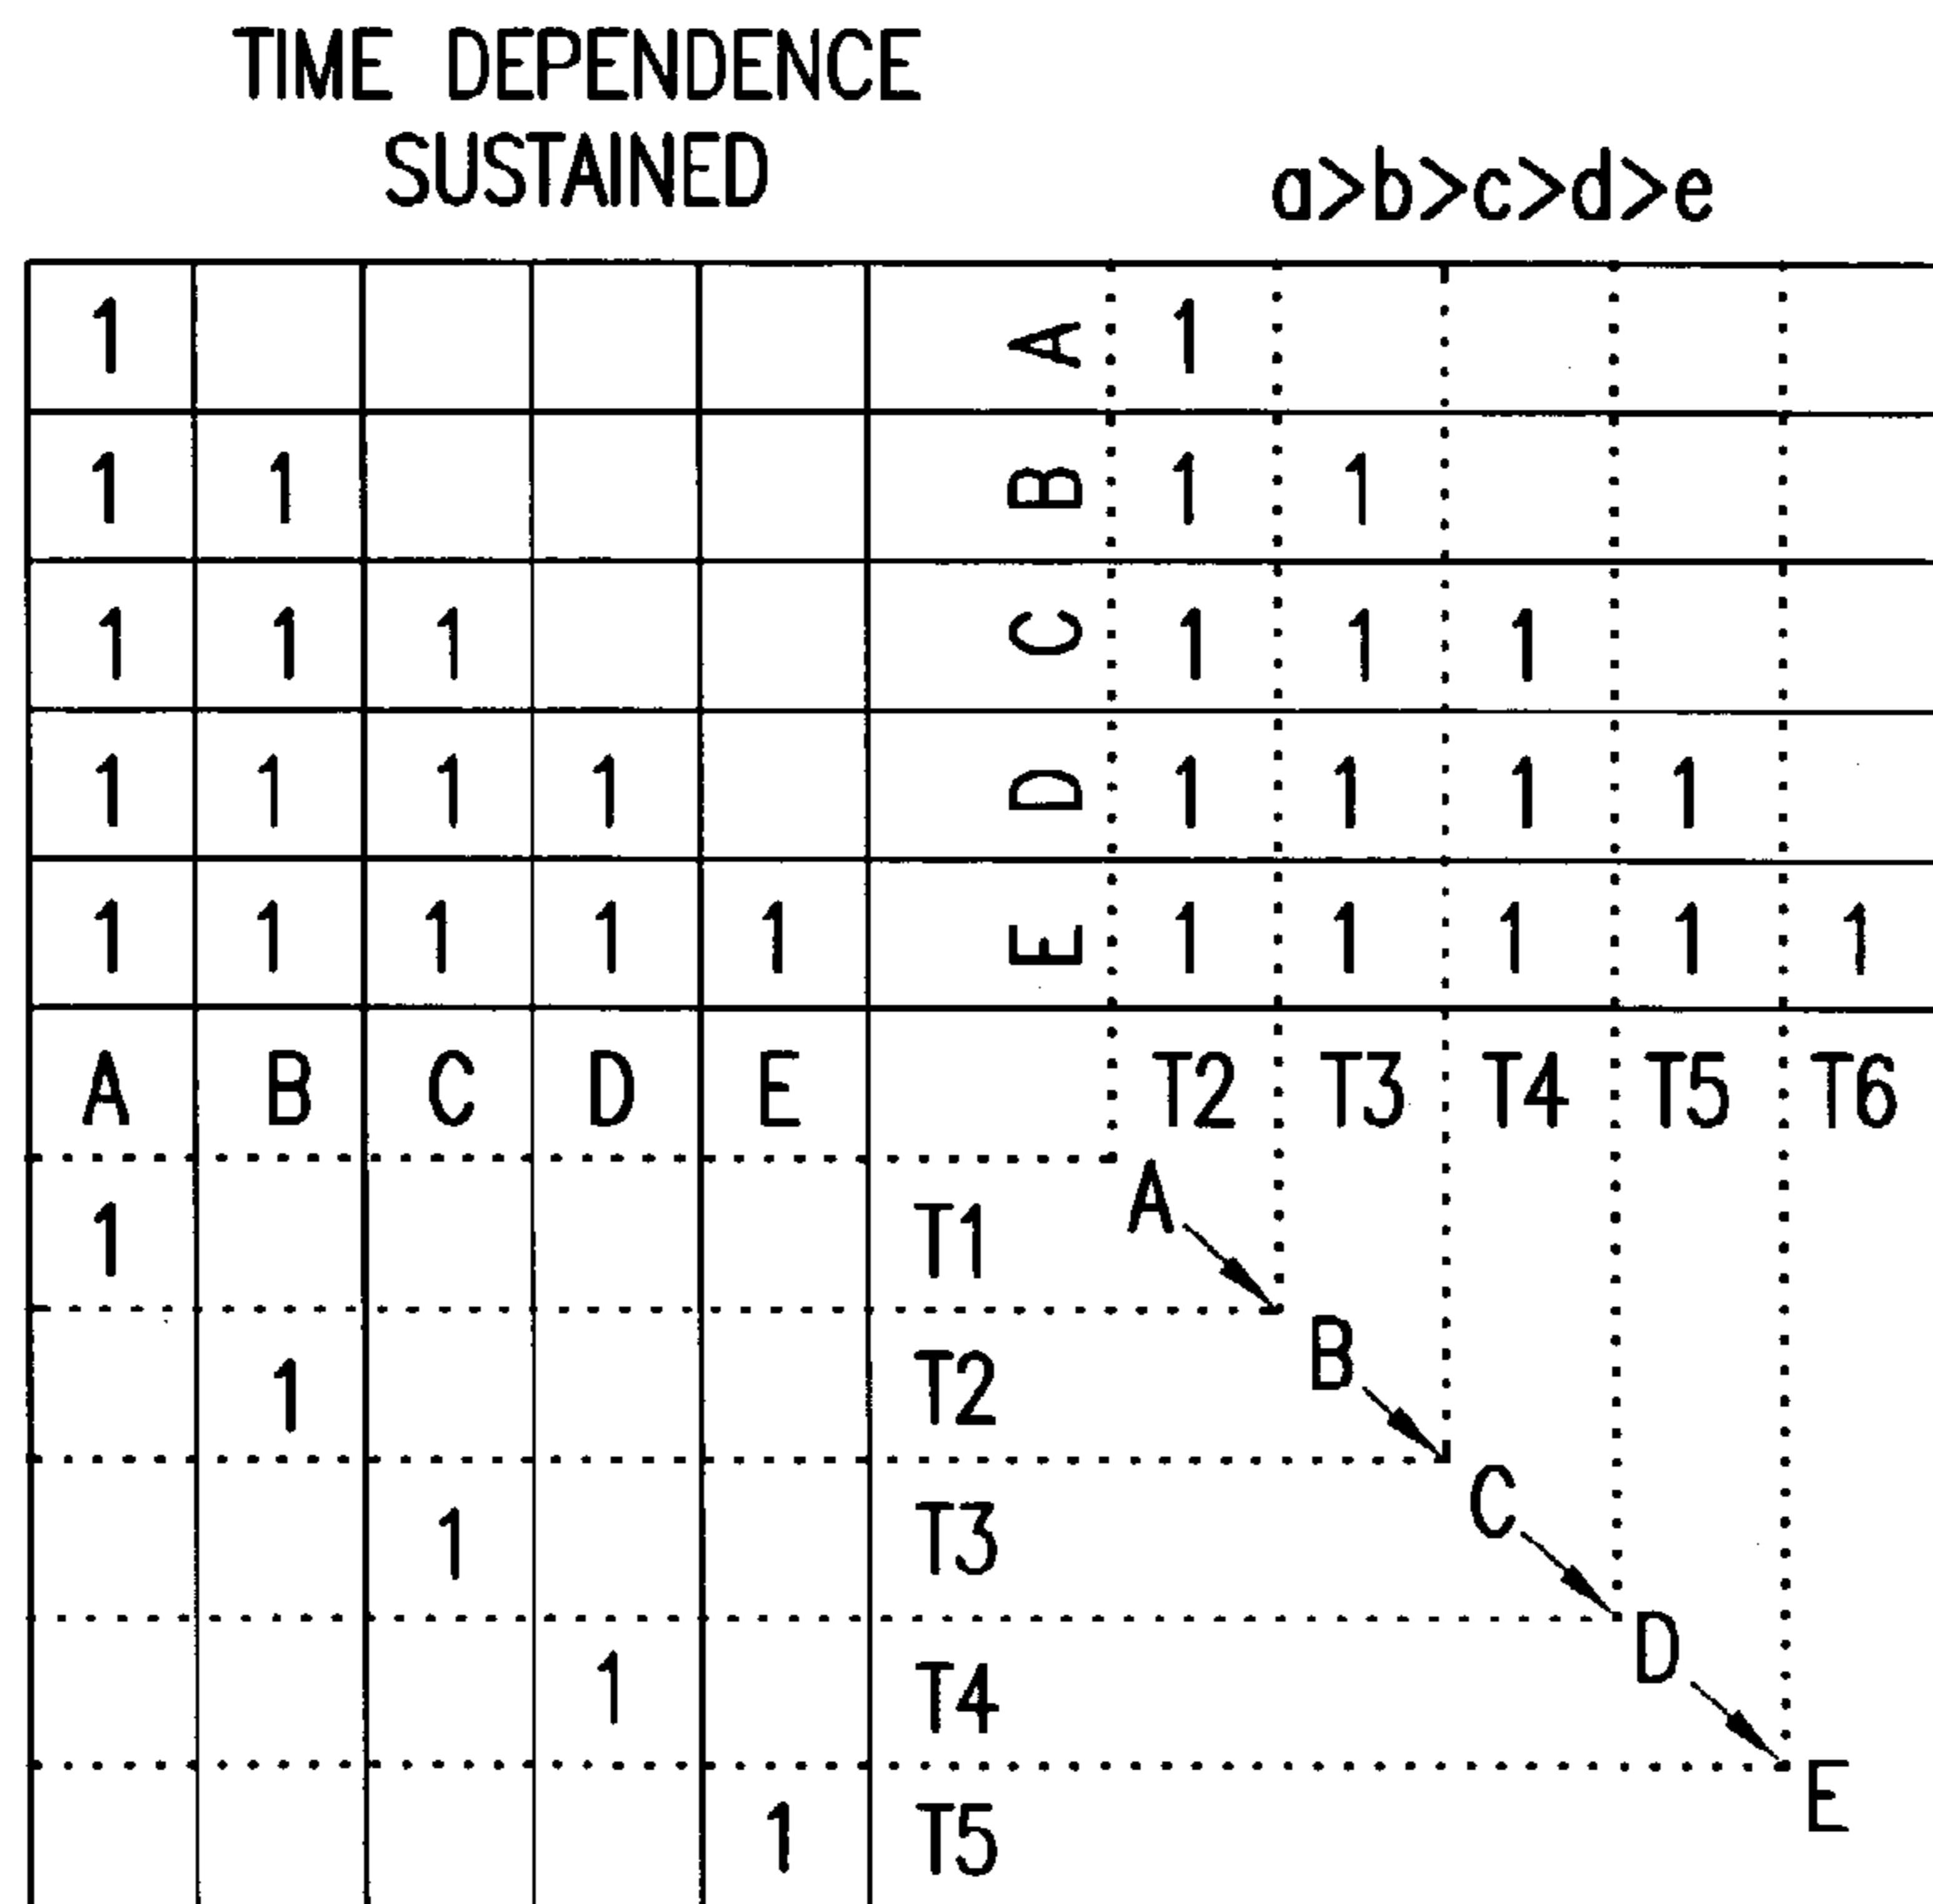 TIME DEPENDENCE
SUSTAINED
a>b>c>d>e
1 A 1
1 1 B 1 1
1 1 1 C 1 1 1
1 1 1 1 D 1 1 1 1
1 1 1 1 1 E 1 1 1 1 1
A B C D E T2 T3 T4 T5 T6
1 T1 A
1 T2 B
1 T3 C
1 T4 D
1 T5 E